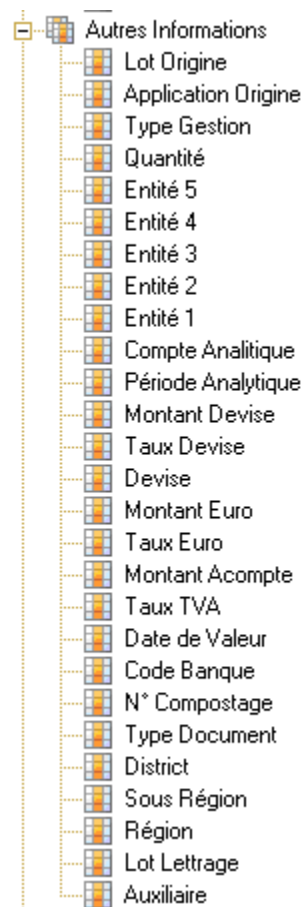 Autres Informations
Lot Origine
Application Origine
Type Gestion
Quantité
Entité 5
Entité 4
Entité 3
Entité 2
Entité 1
Compte Analitique
Période Analytique
Montant Devise
Taux Devise
Devise
Montant Euro
Taux Euro
Montant Acompte
Taux TVA
Date de Valeur
Code Banque
N° Compostage
Type Document
District
Sous Région
Région
Lot Lettrage
Auxiliaire